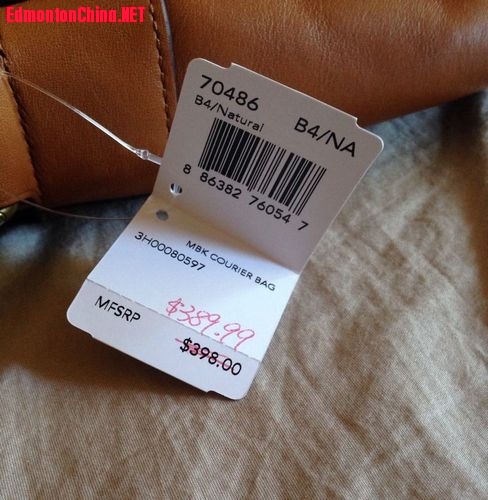 EdmontonChina.NET
70486
B4/Natural B4/NA
8 86382 76054 7
MBK COURIER BAG
3H00080597
$389.99
MFSRP $398.00